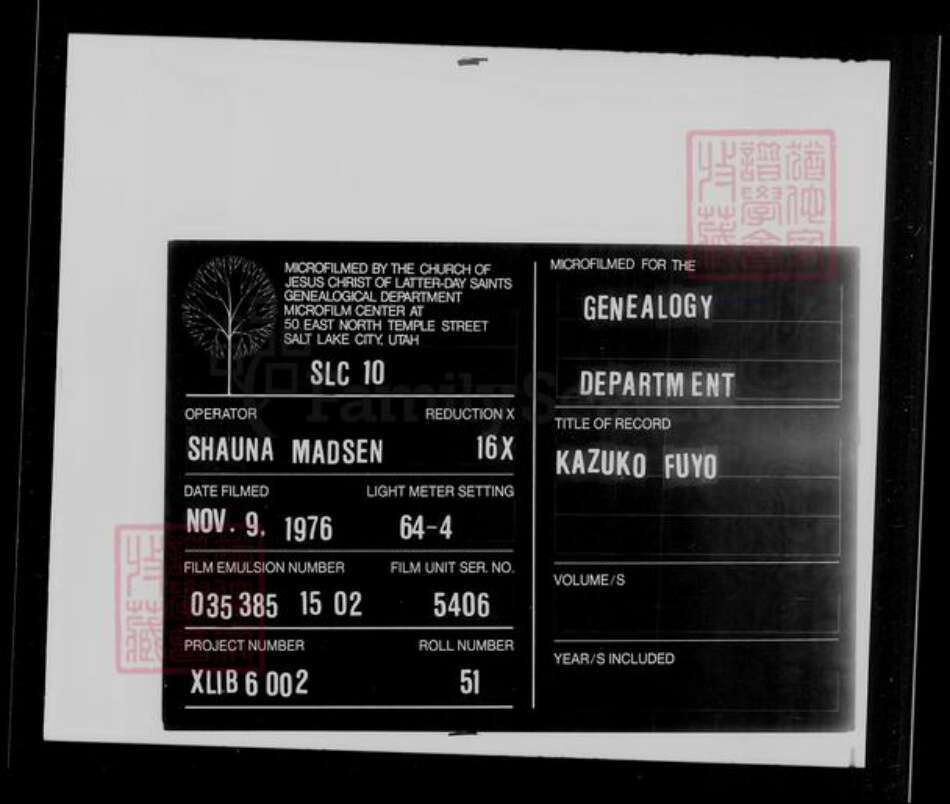 MICROFILMED BY THE CHURCH OF
JESUS CHRIST OF LATTER-DAY SAINTS
GENEALOGICAL DEPARTMENT
MICROFILM CENTER AT
50 EAST NORTH TEMPLE STREET
SALT LAKE CITY, UTAH
SLC 10
OPERATOR REDUCTION X
SHAUNA MADSEN 16X
DATE FILMED LIGHT METER SETTING
NOV. 9. 1976 64-4
FILM EMULSION NUMBER FILM UNIT SER. NO.
035 385 15 02 5406
PROJECT NUMBER ROLL NUMBER
XLIB 6 002 51
MICROFILMED FOR THE
GENEALOGY
DEPARTMENT
TITLE OF RECORD
KAZUKO FUYO
VOLUME/S
YEAR/S INCLUDED
FamilySearch